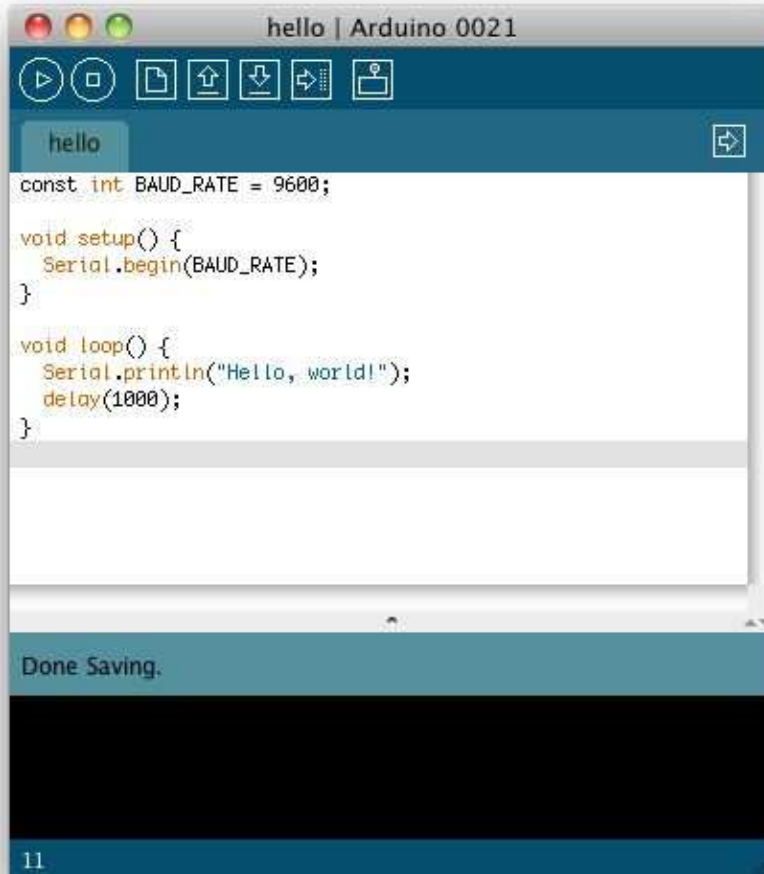 hello | Arduino 0021
hello
const int BAUD_RATE = 9600;
void setup() {
  Serial.begin(BAUD_RATE);
}
void loop() {
  Serial.println("Hello, world!");
  delay(1000);
}
Done Saving.
11